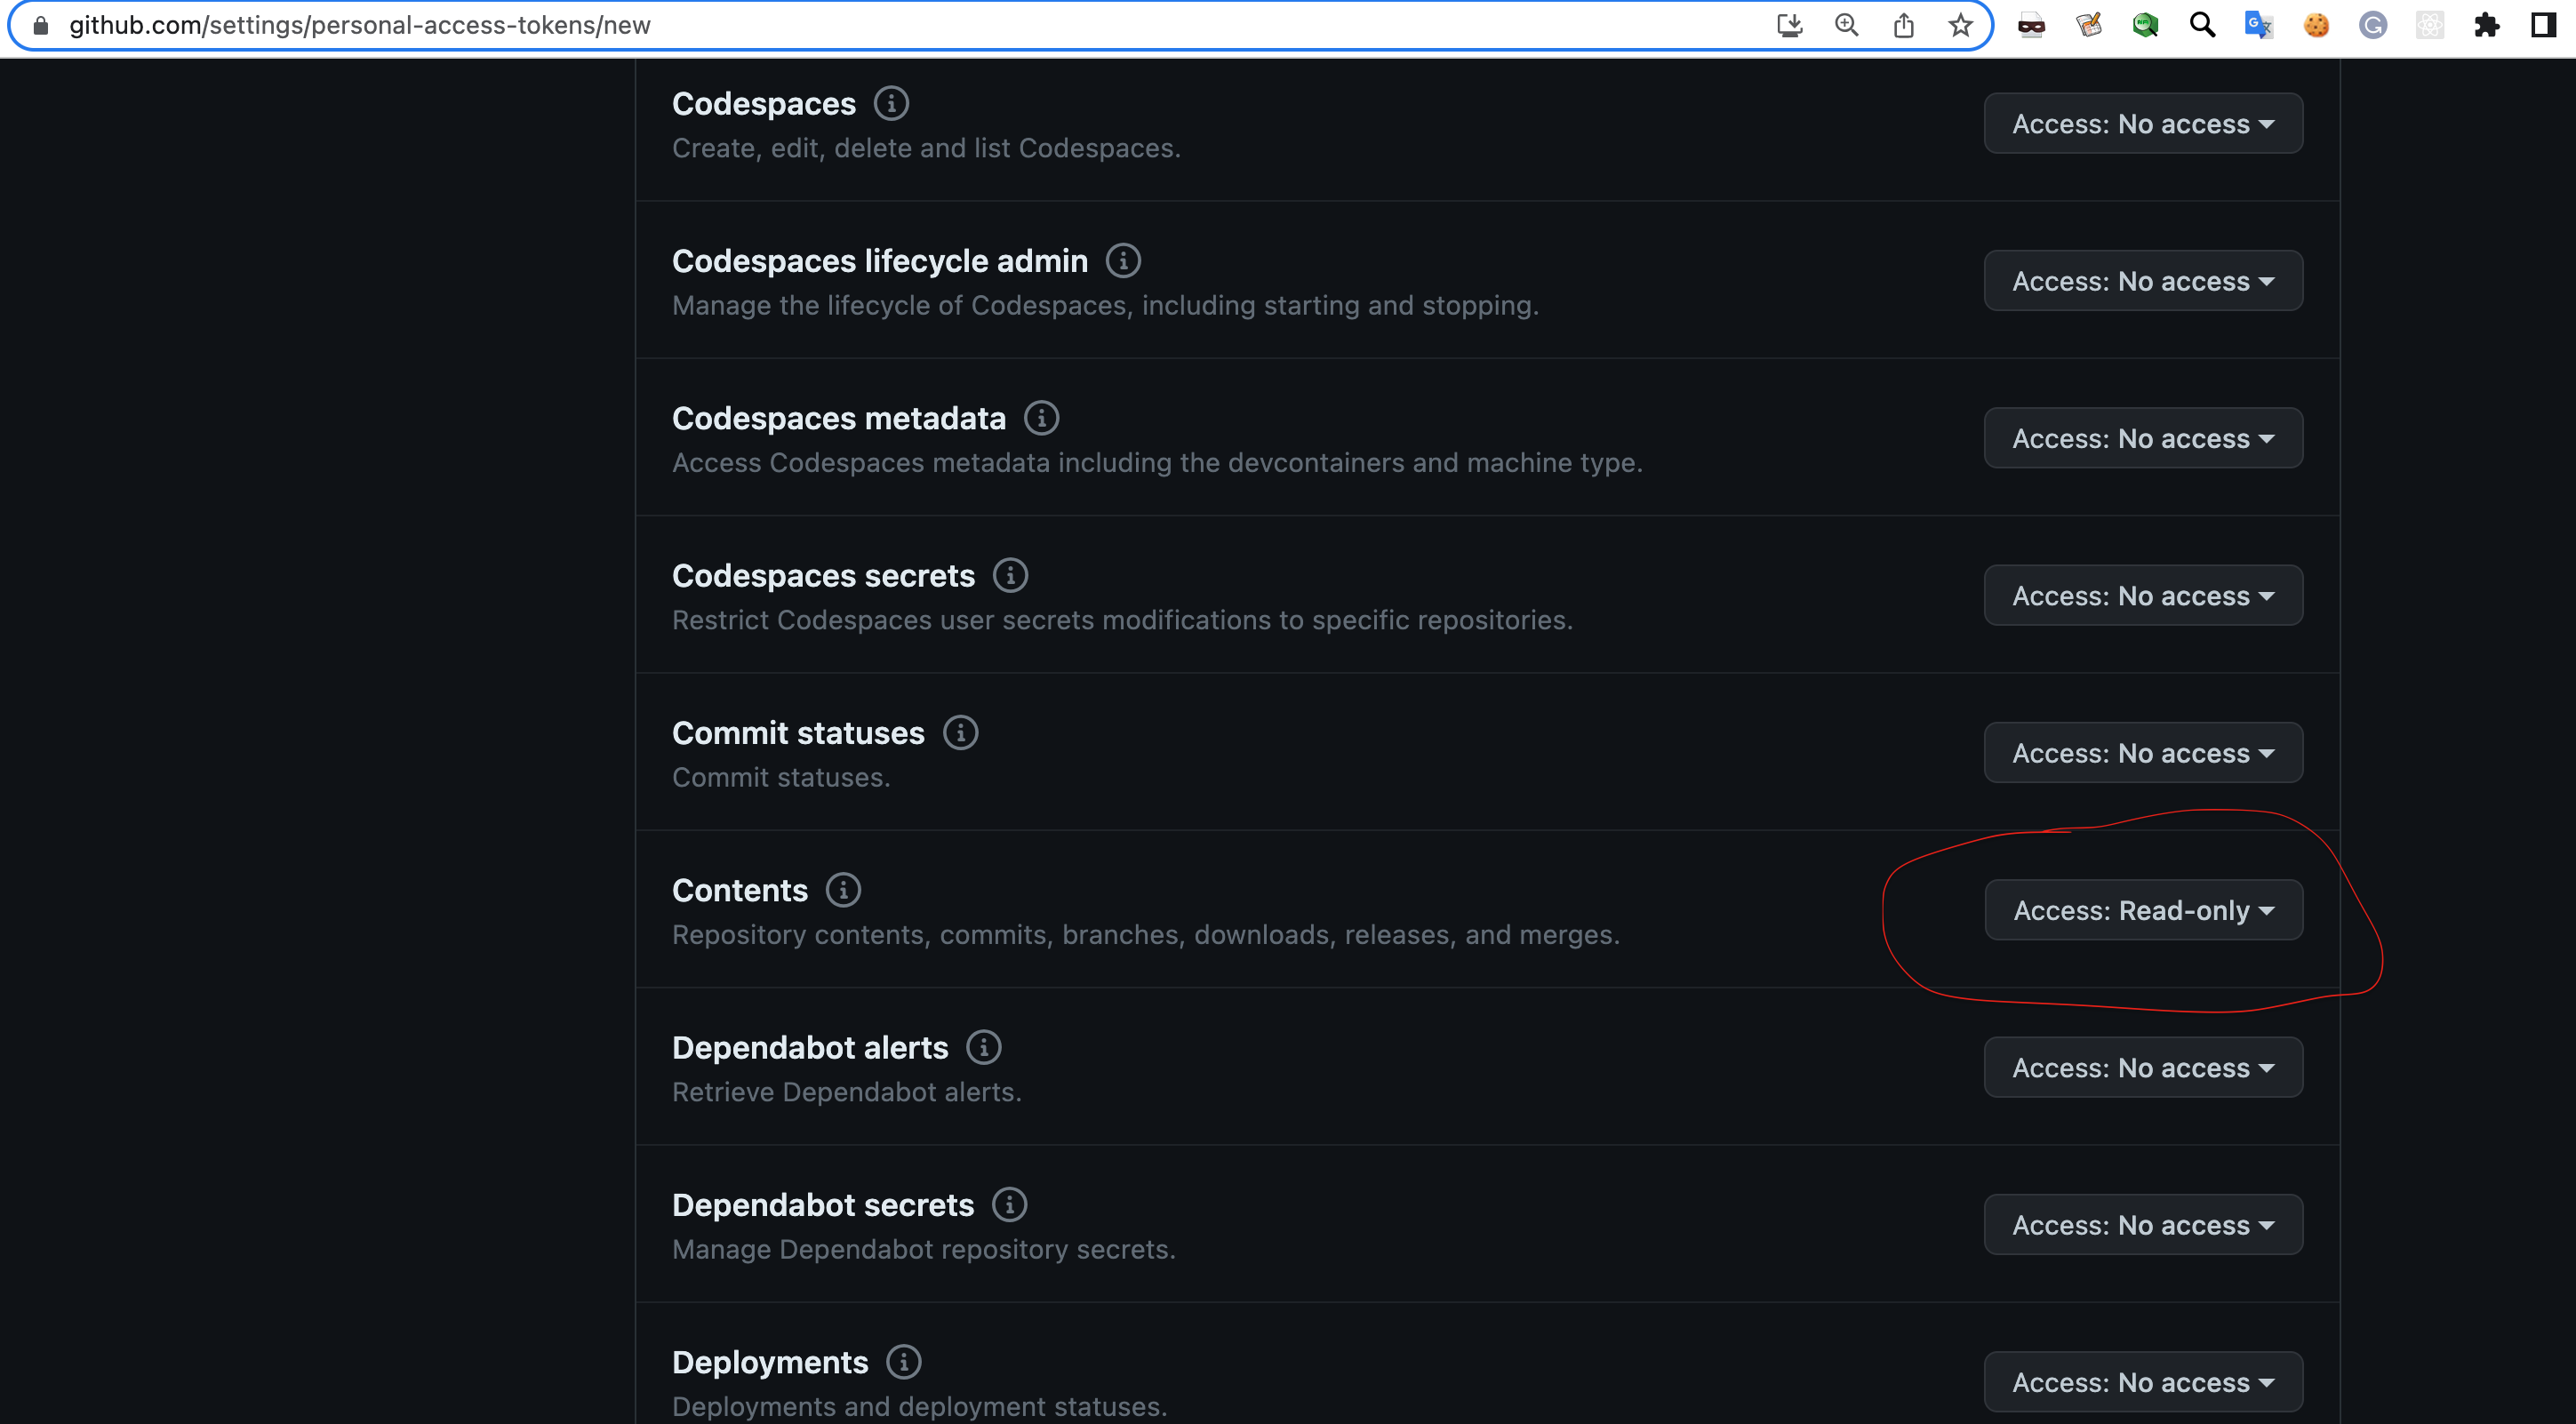 github.com/settings/personal-access-tokens/new
Codespaces
Create, edit, delete and list Codespaces.
Access: No access
Codespaces lifecycle admin
Manage the lifecycle of Codespaces, including starting and stopping.
Access: No access
Codespaces metadata
Access Codespaces metadata including the devcontainers and machine type.
Access: No access
Codespaces secrets
Restrict Codespaces user secrets modifications to specific repositories.
Access: No access
Commit statuses
Commit statuses.
Access: No access
Contents
Repository contents, commits, branches, downloads, releases, and merges.
Access: Read-only
Dependabot alerts
Retrieve Dependabot alerts.
Access: No access
Dependabot secrets
Manage Dependabot repository secrets.
Access: No access
Deployments
Deployments and deployment statuses.
Access: No access